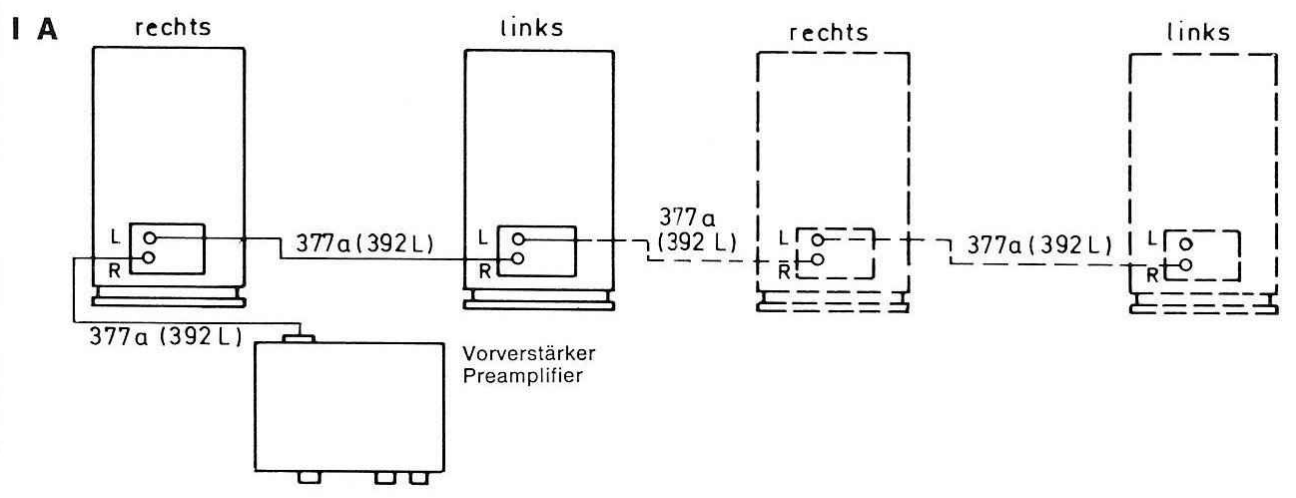 I A
rechts
links
rechts
links
L
R
377a (392 L)
L
R
377a
(392 L)
L
R
377a (392 L)
L
R
377a (392 L)
Vorverstärker
Preamplifier